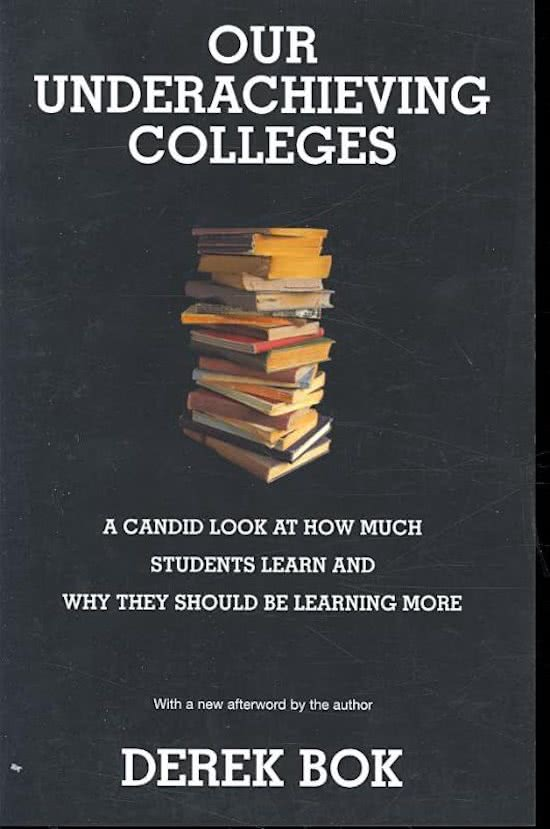 OUR
UNDERACHIEVING
COLLEGES
A CANDID LOOK AT HOW MUCH
STUDENTS LEARN AND
WHY THEY SHOULD BE LEARNING MORE
With a new afterword by the author
DEREK BOK